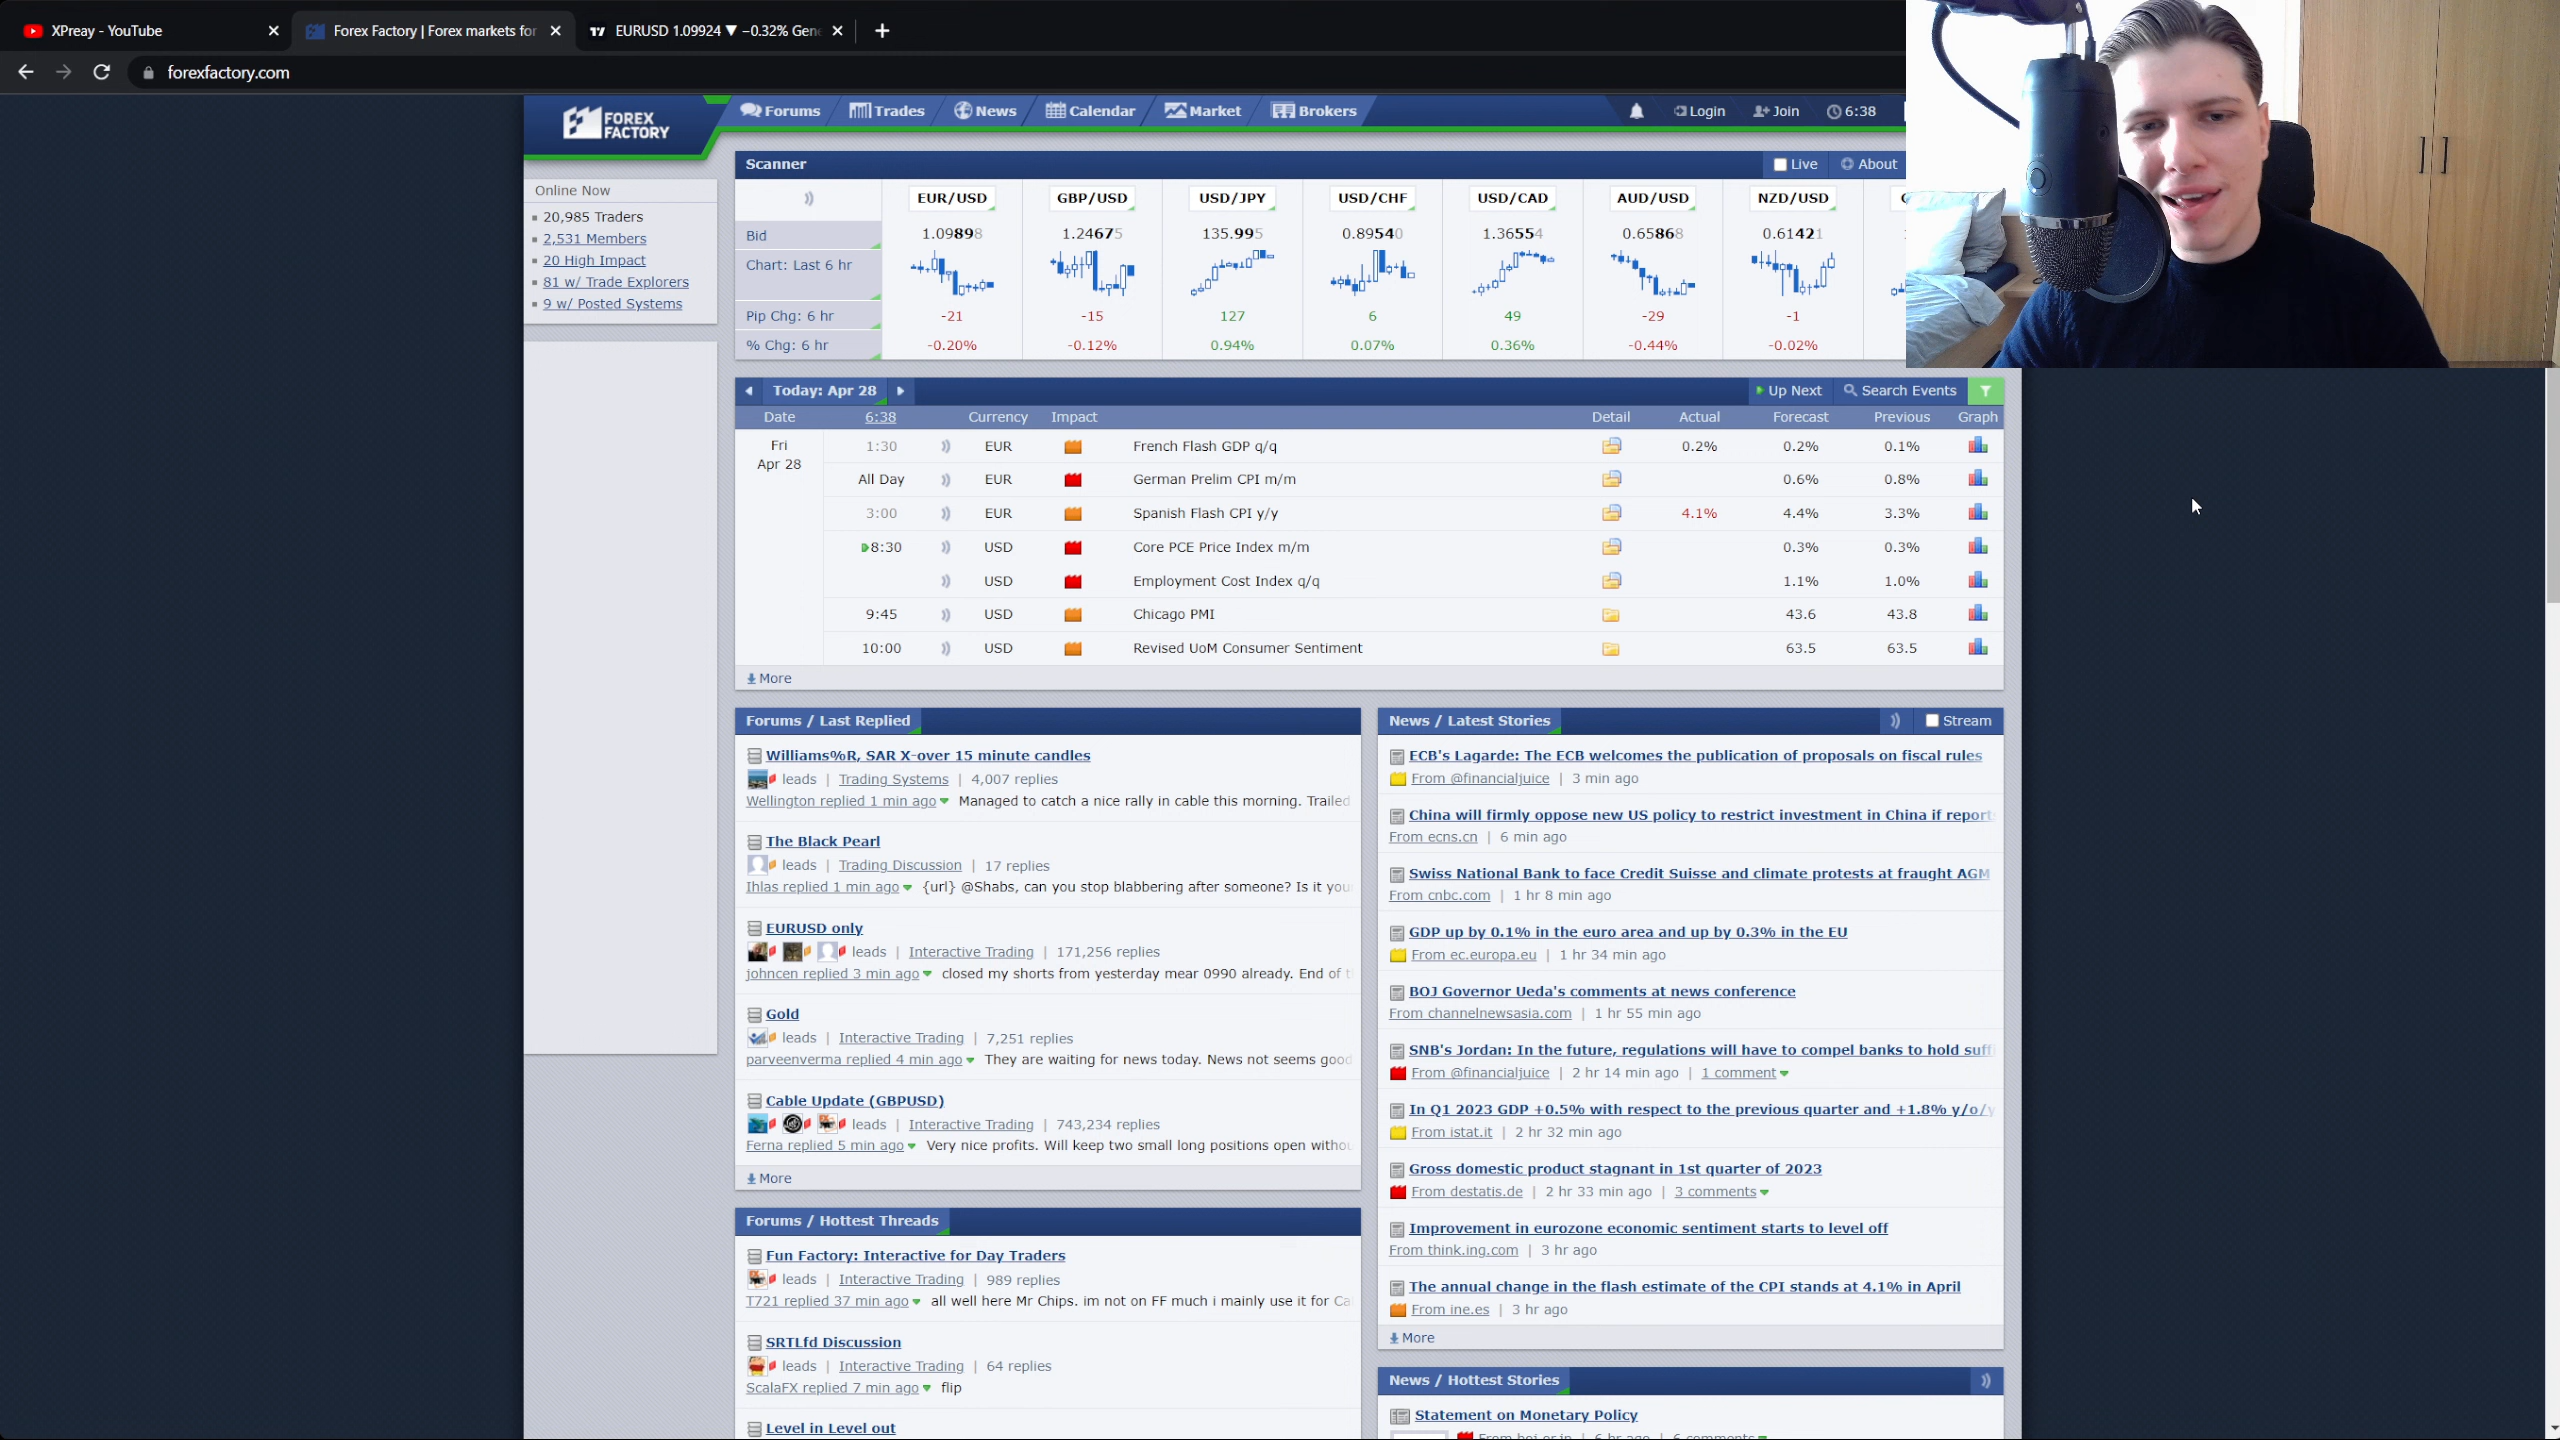 XPreay - YouTube
Forex Factory | Forex markets for
EURUSD 1.09924 ▼ −0.32%
forexfactory.com
FOREX FACTORY
Forums
Trades
News
Calendar
Market
Brokers
Login
Join
6:38
Online Now
20,985 Traders
2,531 Members
20 High Impact
81 w/ Trade Explorers
9 w/ Posted Systems
Scanner
Live
About
EUR/USD GBP/USD USD/JPY USD/CHF USD/CAD AUD/USD NZD/USD
Bid 1.09898 1.24675 135.995 0.89540 1.36554 0.65868 0.61421
Chart: Last 6 hr
Pip Chg: 6 hr -21 -15 127 6 49 -29 -1
% Chg: 6 hr -0.20% -0.12% 0.94% 0.07% 0.36% -0.44% -0.02%
Today: Apr 28
Up Next
Search Events
Date 6:38 Currency Impact Detail Actual Forecast Previous Graph
Fri 1:30 EUR French Flash GDP q/q 0.2% 0.2% 0.1%
Apr 28
All Day EUR German Prelim CPI m/m 0.6% 0.8%
3:00 EUR Spanish Flash CPI y/y 4.1% 4.4% 3.3%
8:30 USD Core PCE Price Index m/m 0.3% 0.3%
USD Employment Cost Index q/q 1.1% 1.0%
9:45 USD Chicago PMI 43.6 43.8
10:00 USD Revised UoM Consumer Sentiment 63.5 63.5
More
Forums / Last Replied
Williams%R, SAR X-over 15 minute candles
leads | Trading Systems | 4,007 replies
Wellington replied 1 min ago Managed to catch a nice rally in cable this morning. Trailed
The Black Pearl
leads | Trading Discussion | 17 replies
Ihlas replied 1 min ago {url} @Shabs, can you stop blabbering after someone? Is it you
EURUSD only
leads | Interactive Trading | 171,256 replies
johncen replied 3 min ago closed my shorts from yesterday mear 0990 already. End of
Gold
leads | Interactive Trading | 7,251 replies
parveenverma replied 4 min ago They are waiting for news today. News not seems good
Cable Update (GBPUSD)
leads | Interactive Trading | 743,234 replies
Ferna replied 5 min ago Very nice profits. Will keep two small long positions open
More
Forums / Hottest Threads
Fun Factory: Interactive for Day Traders
leads | Interactive Trading | 989 replies
T721 replied 37 min ago all well here Mr Chips. im not on FF much i mainly use it for
SRTLfd Discussion
leads | Interactive Trading | 64 replies
ScalaFX replied 7 min ago flip
Level in Level out
News / Latest Stories
Stream
ECB's Lagarde: The ECB welcomes the publication of proposals on fiscal rules
From @financialjuice | 3 min ago
China will firmly oppose new US policy to restrict investment in China if report
From ecns.cn | 6 min ago
Swiss National Bank to face Credit Suisse and climate protests at fraught AGM
From cnbc.com | 1 hr 8 min ago
GDP up by 0.1% in the euro area and up by 0.3% in the EU
From ec.europa.eu | 1 hr 34 min ago
BOJ Governor Ueda's comments at news conference
From channelnewsasia.com | 1 hr 55 min ago
SNB's Jordan: In the future, regulations will have to compel banks to hold
From @financialjuice | 2 hr 14 min ago | 1 comment
In Q1 2023 GDP +0.5% with respect to the previous quarter and +1.8% y/o/y
From istat.it | 2 hr 32 min ago
Gross domestic product stagnant in 1st quarter of 2023
From destatis.de | 2 hr 33 min ago | 3 comments
Improvement in eurozone economic sentiment starts to level off
From think.ing.com | 3 hr ago
The annual change in the flash estimate of the CPI stands at 4.1% in April
From ine.es | 3 hr ago
More
News / Hottest Stories
Statement on Monetary Policy
From boj.or.jp | 6 hr ago | 6 comments